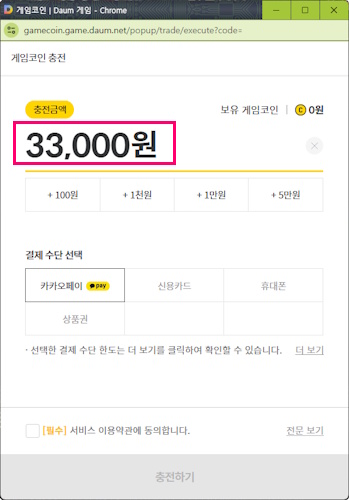 게임코인 | Daum 게임 - Chrome
gamecoin.game.daum.net/popup/trade/execute?code=
게임코인 충전
충전금액 보유 게임코인 | C 0원
33,000원
+ 100원 + 1천원 + 1만원 + 5만원
결제 수단 선택
카카오페이 pay 신용카드 휴대폰
상품권
· 선택한 결제 수단 한도는 더 보기를 클릭하여 확인할 수 있습니다. 더 보기
[필수] 서비스 이용약관에 동의합니다. 전문 보기
충전하기